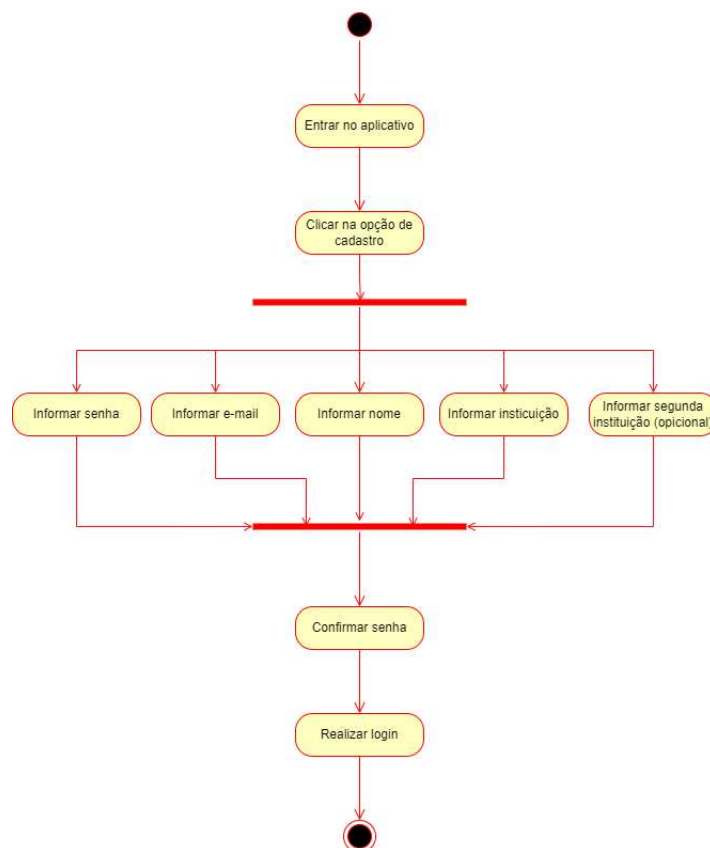 Entrar no aplicativo
Clicar na opção de
cadastro
Informar senha
Informar e-mail
Informar nome
Informar insticuição
Informar segunda
instituição (opicional)
Confirmar senha
Realizar login